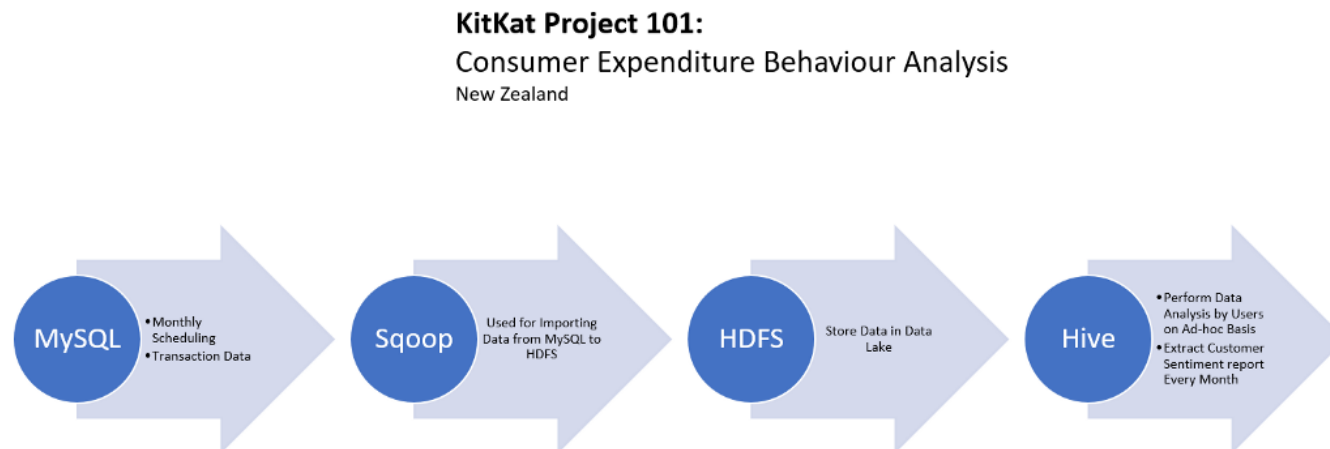 KitKat Project 101:
Consumer Expenditure Behaviour Analysis
New Zealand
MySQL
•Monthly
Scheduling
•Transaction Data
Sqoop
Used for Importing
Data from MySQL to
HDFS
HDFS
Store Data in Data
Lake
Hive
•Perform Data
Analysis by Users
on Ad-hoc Basis
•Extract Customer
Sentiment report
Every Month